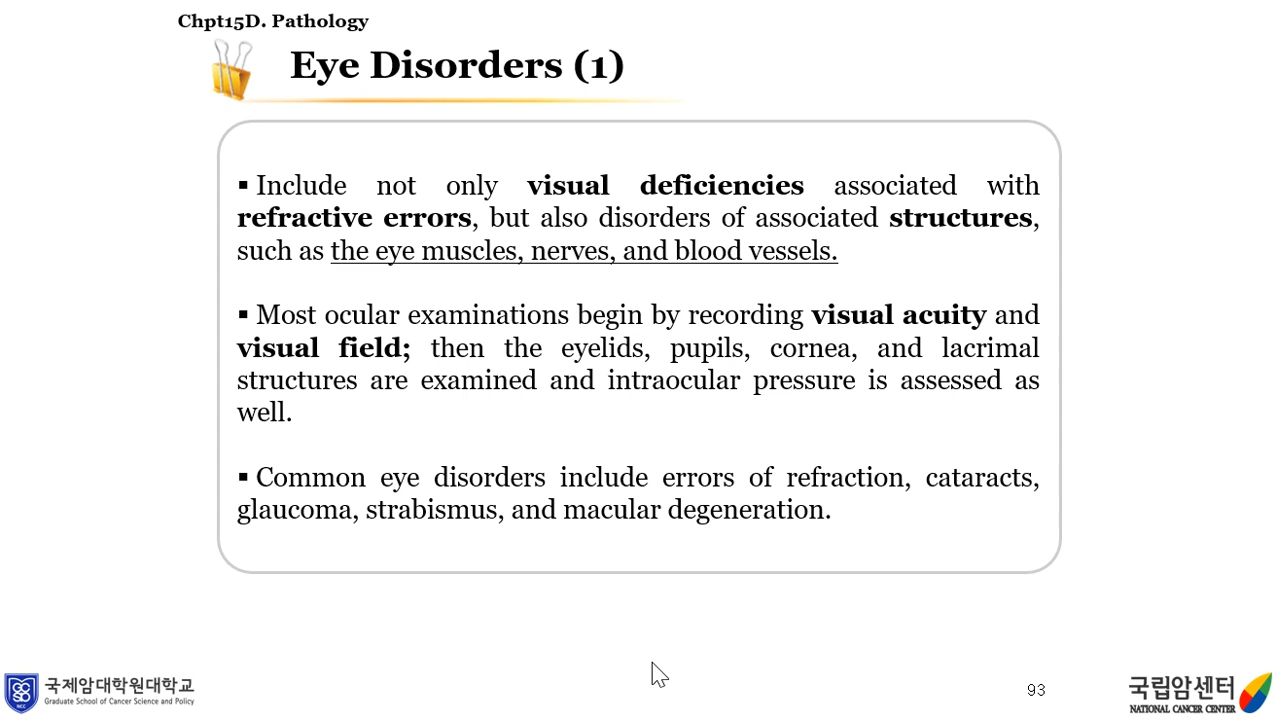 Chpt15D. Pathology
Eye Disorders (1)
▪ Include not only visual deficiencies associated with
refractive errors, but also disorders of associated structures,
such as the eye muscles, nerves, and blood vessels.
▪ Most ocular examinations begin by recording visual acuity and
visual field; then the eyelids, pupils, cornea, and lacrimal
structures are examined and intraocular pressure is assessed as
well.
▪ Common eye disorders include errors of refraction, cataracts,
glaucoma, strabismus, and macular degeneration.
NCC
국제암대학원대학교
Graduate School of Cancer Science and Policy
93
국립암센터
NATIONAL CANCER CENTER